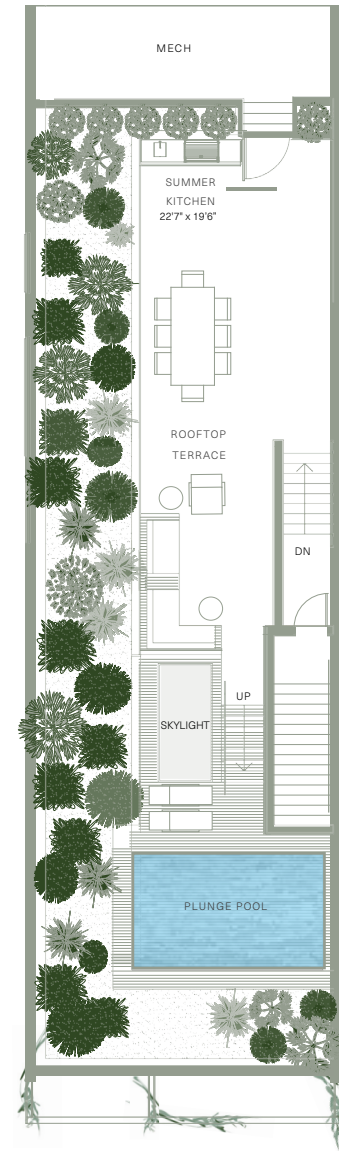 MECH
SUMMER
KITCHEN
22'7" x 19'6"
ROOFTOP
TERRACE
DN
UP
SKYLIGHT
PLUNGE POOL